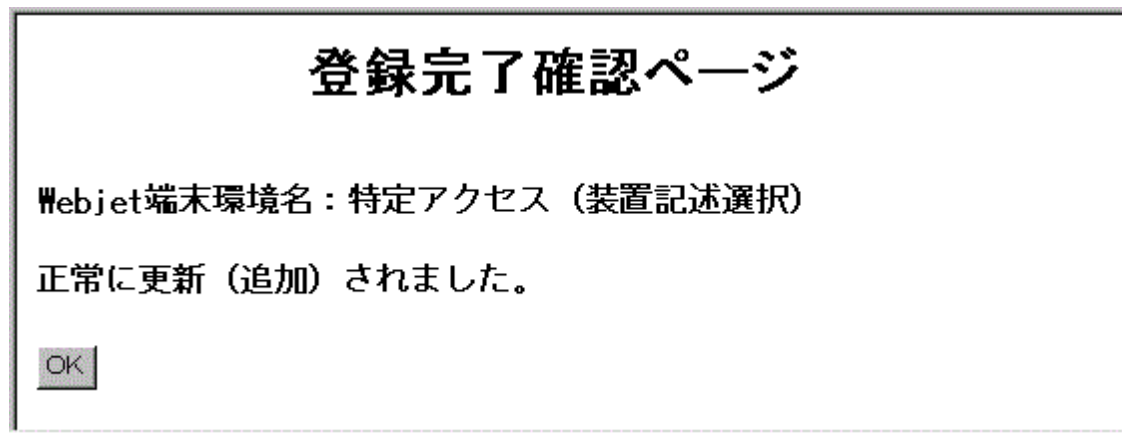 登録完了確認ページ
Webjet端末環境名：特定アクセス（装置記述選択）
正常に更新（追加）されました。
OK